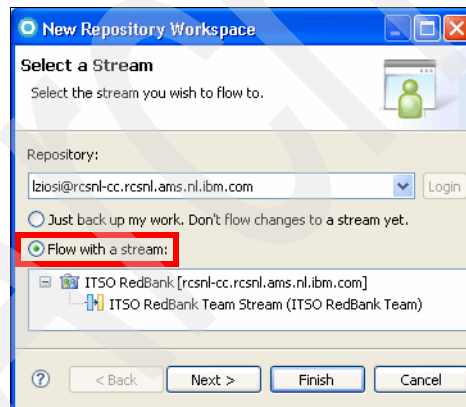 New Repository Workspace
Select a Stream
Select the stream you wish to flow to.
Repository:
lziosi@rcsnl-cc.rcsnl.ams.nl.ibm.com
Login
Just back up my work. Don't flow changes to a stream yet.
Flow with a stream:
ITSO RedBank [rcsnl-cc.rcsnl.ams.nl.ibm.com]
ITSO RedBank Team Stream (ITSO RedBank Team)
? < Back Next > Finish Cancel